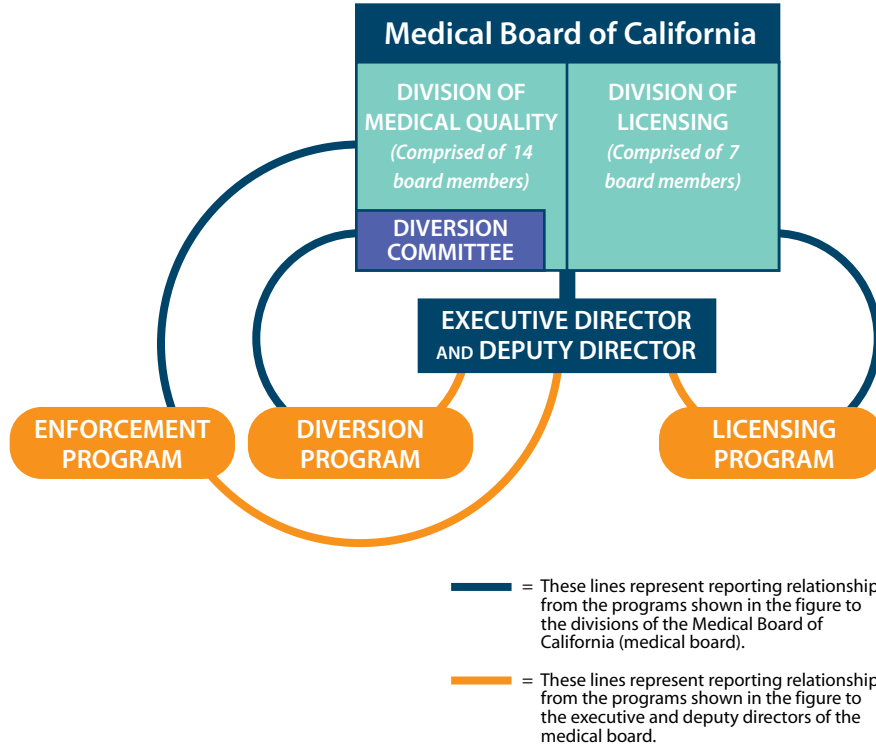 Medical Board of California
DIVISION OF
MEDICAL QUALITY
(Comprised of 14
board members)
DIVISION OF
LICENSING
(Comprised of 7
board members)
DIVERSION
COMMITTEE
EXECUTIVE DIRECTOR
AND DEPUTY DIRECTOR
ENFORCEMENT
PROGRAM
DIVERSION
PROGRAM
LICENSING
PROGRAM
= These lines represent reporting relationship
from the programs shown in the figure to
the divisions of the Medical Board of
California (medical board).
= These lines represent reporting relationship
from the programs shown in the figure to
the executive and deputy directors of the
medical board.